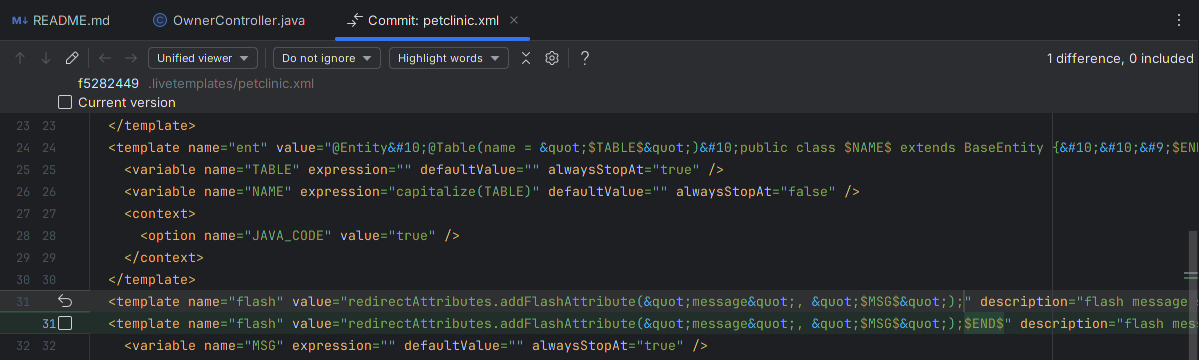 M↓ README.md OwnerController.java Commit: petclinic.xml
Unified viewer Do not ignore Highlight words ? 1 difference, 0 included
f5282449 .livetemplates/petclinic.xml
Current version
23 23 </template>
24 24 <template name="ent" value="@Entity&#10;@Table(name = &quot;$TABLE$&quot;)&#10;public class $NAME$ extends BaseEntity {&#10;&#10;&#9;$END
25 25 <variable name="TABLE" expression="" defaultValue="" alwaysStopAt="true" />
26 26 <variable name="NAME" expression="capitalize(TABLE)" defaultValue="" alwaysStopAt="false" />
27 27 <context>
28 28 <option name="JAVA_CODE" value="true" />
29 29 </context>
30 30 </template>
31 <template name="flash" value="redirectAttributes.addFlashAttribute(&quot;message&quot;, &quot;$MSG$&quot;);" description="flash message
31 <template name="flash" value="redirectAttributes.addFlashAttribute(&quot;message&quot;, &quot;$MSG$&quot;);$END$" description="flash mes
32 32 <variable name="MSG" expression="" defaultValue="" alwaysStopAt="true" />